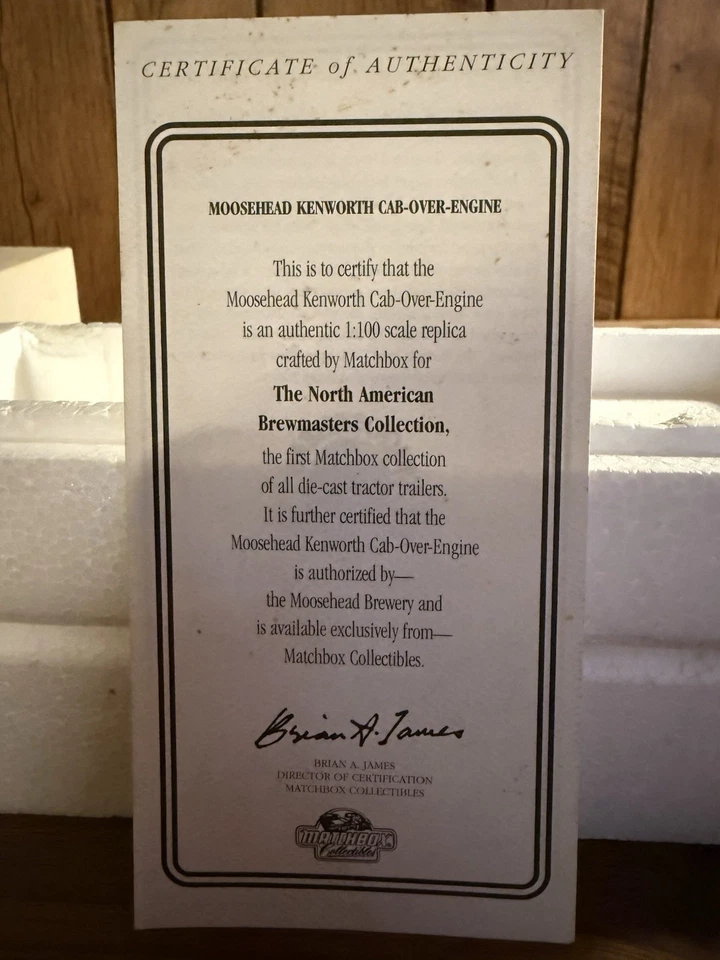 CERTIFICATE of AUTHENTICITY
MOOSEHEAD KENWORTH CAB-OVER-ENGINE
This is to certify that the
Moosehead Kenworth Cab-Over-Engine
is an authentic 1:100 scale replica
crafted by Matchbox for
The North American
Brewmasters Collection,
the first Matchbox collection
of all die-cast tractor trailers.
It is further certified that the
Moosehead Kenworth Cab-Over-Engine
is authorized by—
the Moosehead Brewery and
is available exclusively from—
Matchbox Collectibles.
Brian A. James
BRIAN A. JAMES
DIRECTOR OF CERTIFICATION
MATCHBOX COLLECTIBLES
MATCHBOX
Collectibles